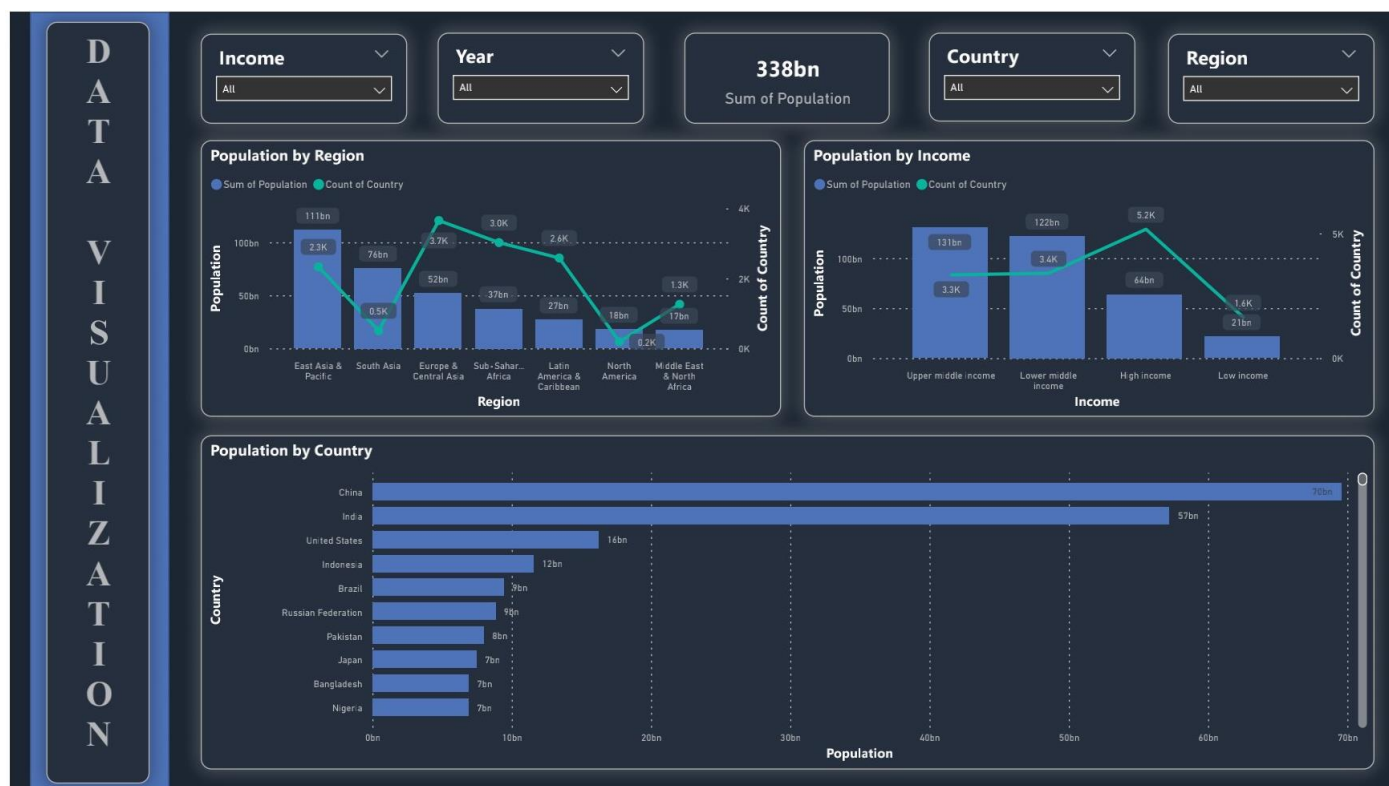 DATA VISUALIZATION
Income
All
Year
All
338bn
Sum of Population
Country
All
Region
All
Population by Region
Sum of Population Count of Country
111bn
2.3K
76bn
0.5K
3.7K
52bn
3.0K
37bn
2.6K
27bn
18bn
0.2K
1.3K
17bn
4K
2K
0K
100bn
50bn
0bn
Population
Count of Country
East Asia &
Pacific
South Asia
Europe &
Central Asia
Sub-Sahar...
Africa
Latin
America &
Caribbean
North
America
Middle East
& North
Africa
Region
Population by Income
Sum of Population Count of Country
131bn
3.3K
122bn
3.4K
5.2K
64bn
1.6K
21bn
5K
0K
100bn
50bn
0bn
Population
Count of Country
Upper middle income
Lower middle
income
High income
Low income
Income
Population by Country
Country
China 70bn
India 57bn
United States 16bn
Indonesia 12bn
Brazil 9bn
Russian Federation 9bn
Pakistan 8bn
Japan 7bn
Bangladesh 7bn
Nigeria 7bn
0bn 10bn 20bn 30bn 40bn 50bn 60bn 70bn
Population